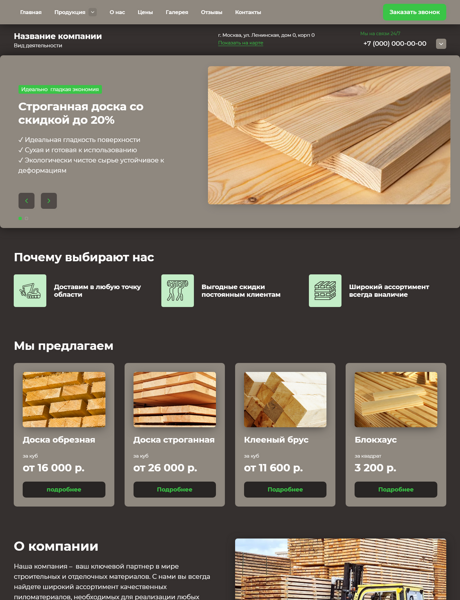 Главная Продукция О нас Цены Галерея Отзывы Контакты Заказать звонок
Название компании
Вид деятельности
г. Москва, ул. Ленинская, дом 0, корп 0
Показать на карте
Мы на связи 24/7
+7 (000) 000-00-00
Идеально гладкая экономия
Строганная доска со
скидкой до 20%
✓ Идеальная гладкость поверхности
✓ Сухая и готовая к использованию
✓ Экологически чистое сырье устойчивое к
деформациям
Почему выбирают нас
Доставим в любую точку
области
Выгодные скидки
постоянным клиентам
Широкий ассортимент
всегда вналичие
Мы предлагаем
Доска обрезная
за куб
от 16 000 р.
подробнее
Доска строганная
за куб
от 26 000 р.
Подробнее
Клееный брус
за куб
от 11 600 р.
Подробнее
Блокхаус
за квадрат
3 200 р.
Подробнее
О компании
Наша компания – ваш ключевой партнер в мире
строительных и отделочных материалов. С нами вы всегда
найдете широкий ассортимент качественных
пиломатериалов, необходимых для реализации любых